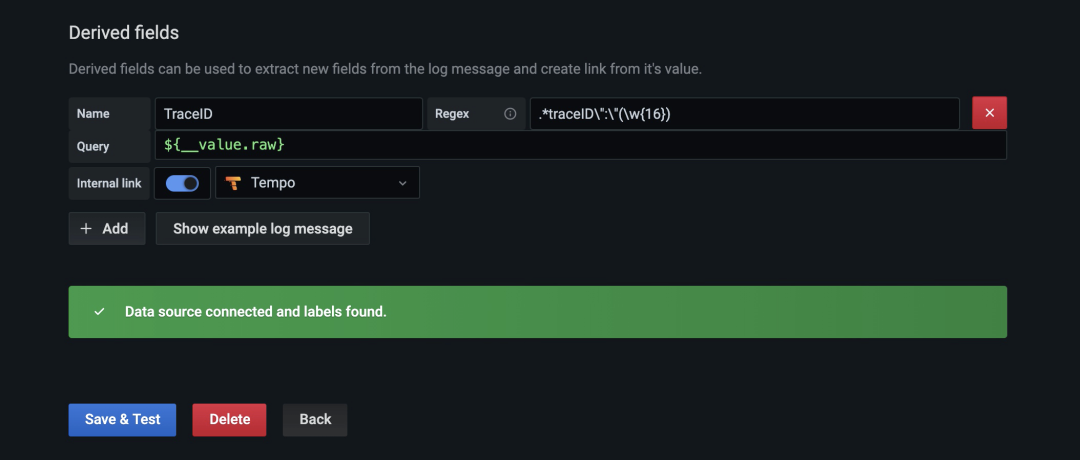 Derived fields
Derived fields can be used to extract new fields from the log message and create link from it's value.
Name TraceID Regex .*traceID\":\"(\w{16})
Query ${__value.raw}
Internal link Tempo
+ Add Show example log message
Data source connected and labels found.
Save & Test Delete Back